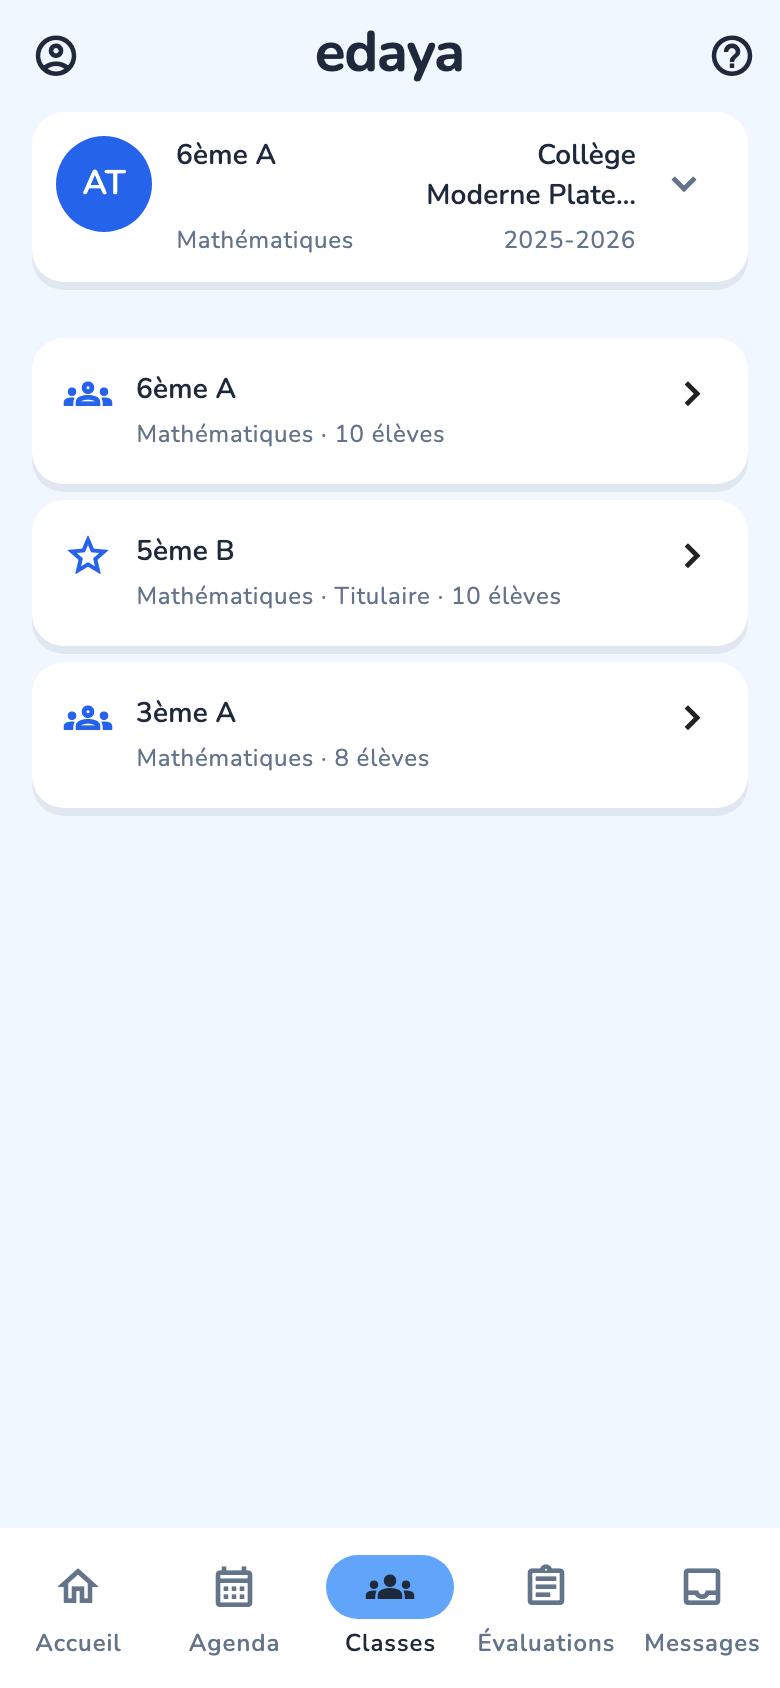 edaya
AT
6ème A
Collège
Moderne Plate...
Mathématiques
2025-2026
6ème A
Mathématiques · 10 élèves
5ème B
Mathématiques · Titulaire · 10 élèves
3ème A
Mathématiques · 8 élèves
Accueil
Agenda
Classes
Évaluations
Messages